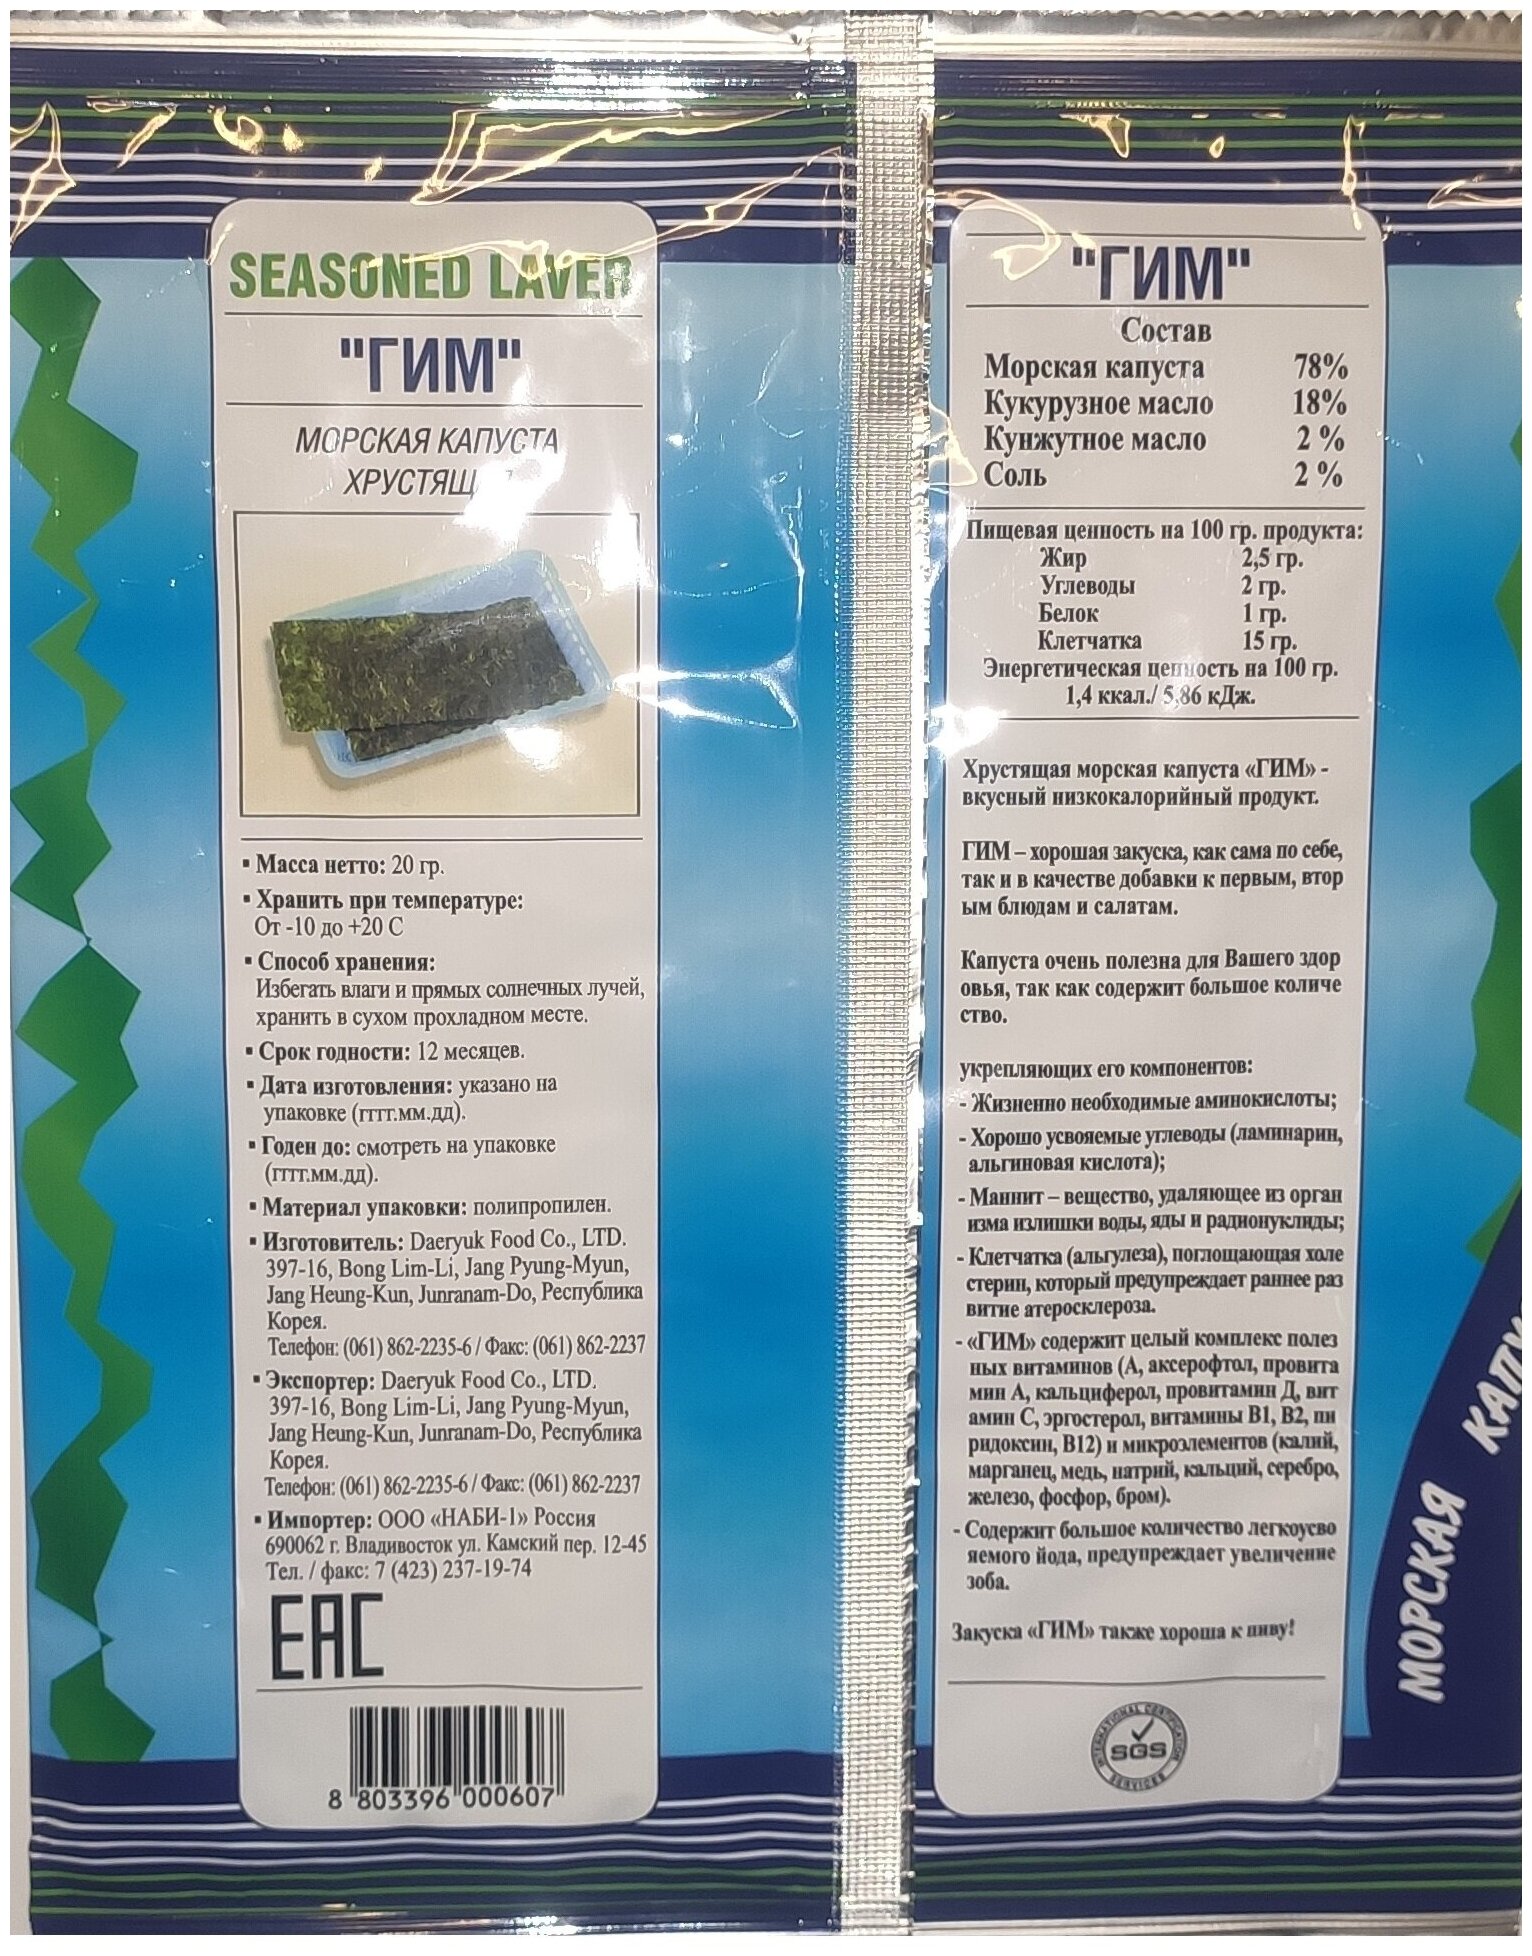 SEASONED LAVER
"ГИМ"
МОРСКАЯ КАПУСТА
▪ Масса нетто: 20 гр.
▪ Хранить при температуре:
От -10 до +20 С
▪ Способ хранения:
Избегать влаги и прямых солнечных лучей,
хранить в сухом прохладном месте.
▪ Срок годности: 12 месяцев.
▪ Дата изготовления: указано на
упаковке (гггг.мм.дд).
▪ Годен до: смотреть на упаковке
(гггг.мм.дд).
▪ Материал упаковки: полипропилен.
▪ Изготовитель: Daeryuk Food Co., LTD.
397-16, Bong Lim-Li, Jang Pyung-Myun,
Jang Heung-Kun, Junranam-Do, Республика
Корея.
Телефон: (061) 862-2235-6 / Факс: (061) 862-2237
▪ Экспортер: Daeryuk Food Co., LTD.
397-16, Bong Lim-Li, Jang Pyung-Myun,
Jang Heung-Kun, Junranam-Do, Республика
Корея.
Телефон: (061) 862-2235-6 / Факс: (061) 862-2237
▪ Импортер: ООО «НАБИ-1» Россия
690062 г. Владивосток ул. Камский пер. 12-45
Тел. / факс: 7 (423) 237-19-74
EAC
8 803396 000607
"ГИМ"
Состав
Морская капуста 78%
Кукурузное масло 18%
Кунжутное масло 2 %
Соль 2 %
Пищевая ценность на 100 гр. продукта:
Жир 2,5 гр.
Углеводы 2 гр.
Белок 1 гр.
Клетчатка 15 гр.
Энергетическая ценность на 100 гр.
1,4 ккал./ 5,86 кДж.
Хрустящая морская капуста «ГИМ» -
вкусный низкокалорийный продукт.
ГИМ – хорошая закуска, как сама по себе,
так и в качестве добавки к первым, втор
ым блюдам и салатам.
Капуста очень полезна для Вашего здор
овья, так как содержит большое количе
ство.
укрепляющих его компонентов:
- Жизненно необходимые аминокислоты;
- Хорошо усвояемые углеводы (ламинарин,
альгиновая кислота);
- Маннит – вещество, удаляющее из орган
изма излишки воды, яды и радионуклиды;
- Клетчатка (альгулеза), поглощающая холе
стерин, который предупреждает раннее раз
витие атеросклероза.
- «ГИМ» содержит целый комплекс полез
ных витаминов (А, аксерофтол, провита
мин А, кальциферол, провитамин Д, вит
амин С, эргостерол, витамины В1, В2, пи
ридоксин, В12) и микроэлементов (калий,
марганец, медь, натрий, кальций, серебро,
железо, фосфор, бром).
- Содержит большое количество легкоусво
яемого йода, предупреждает увеличение
зоба.
Закуска «ГИМ» также хороша к пиву!
INTERNATIONAL CERTIFICATION
SGS
SERVICES
МОРСКАЯ